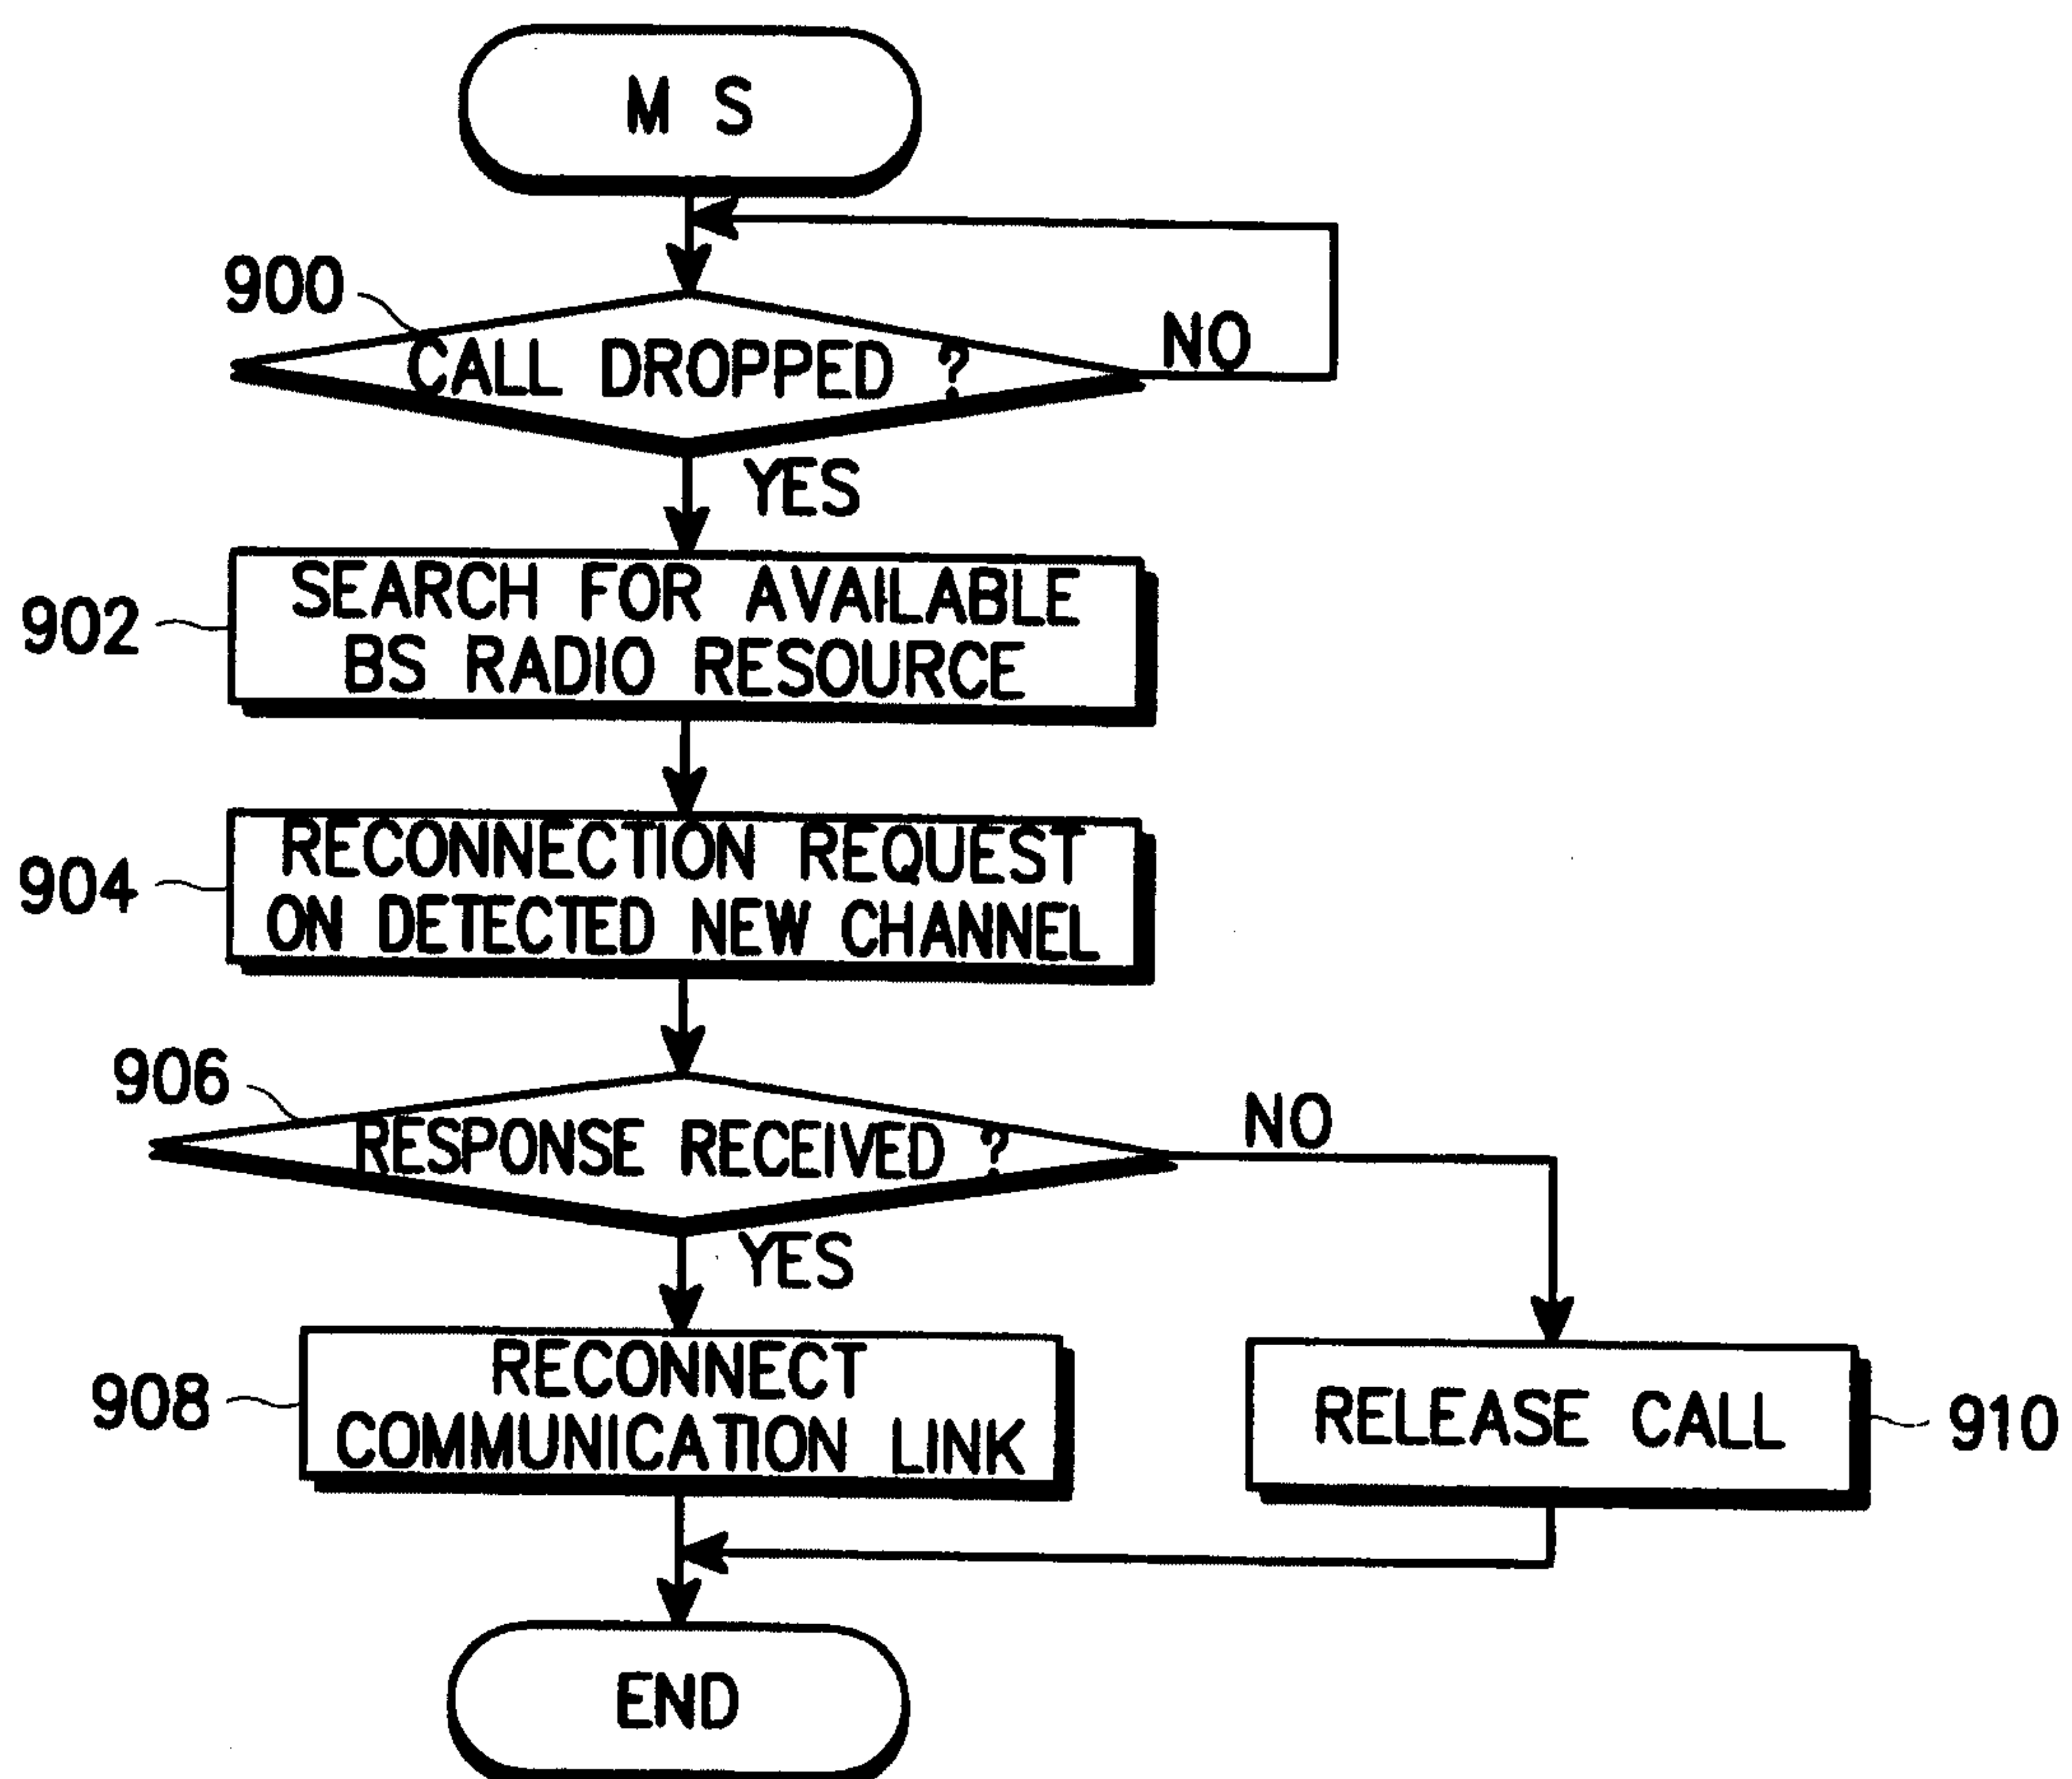 M S
900
CALL DROPPED ?
NO
YES
902
SEARCH FOR AVAILABLE
BS RADIO RESOURCE
904
RECONNECTION REQUEST
ON DETECTED NEW CHANNEL
906
RESPONSE RECEIVED ?
NO
YES
908
RECONNECT
COMMUNICATION LINK
RELEASE CALL
910
END